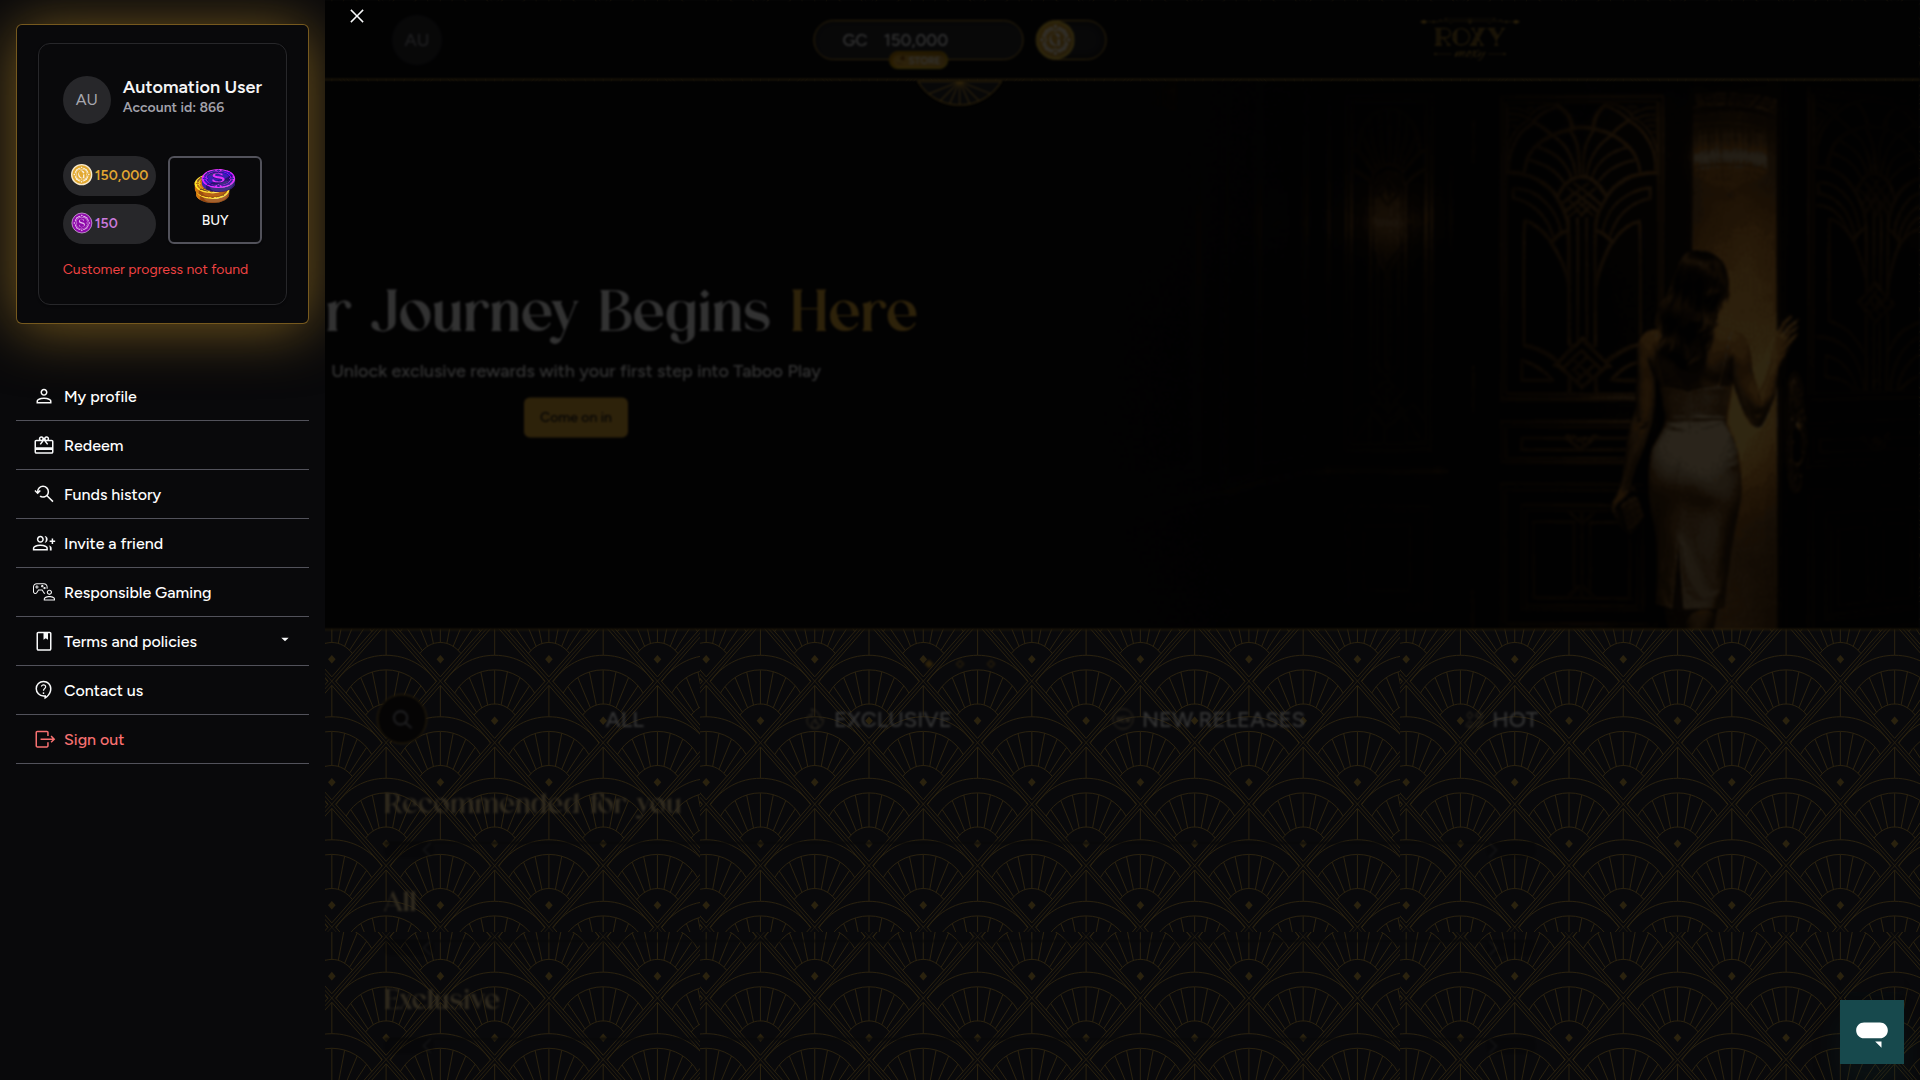 AU
Automation User
Account id: 866
150,000
150
BUY
Customer progress not found
My profile
Redeem
Funds history
Invite a friend
Responsible Gaming
Terms and policies
Contact us
Sign out
AU
GC 150,000
STORE
ROXY
r Journey Begins Here
Unlock exclusive rewards with your first step into Taboo Play
Come on in
ALL
EXCLUSIVE
NEW RELEASES
HOT
Recommended for you
All
Exclusive